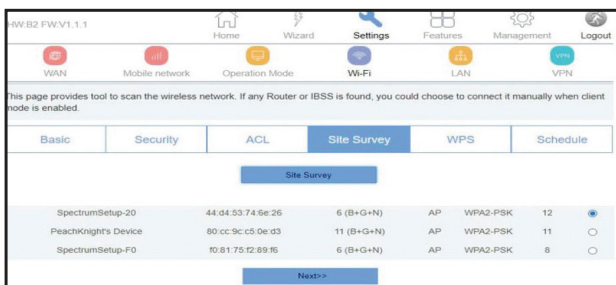 HW:B2 FW:V1.1.1
Home Wizard Settings Features Management Logout
VPN
WAN Mobile network Operation Mode Wi-Fi LAN VPN
This page provides tool to scan the wireless network. If any Router or IBSS is found, you could choose to connect it manually when client
mode is enabled.
Basic Security ACL Site Survey WPS Schedule
Site Survey
SpectrumSetup-20 44:d4:53:74:6e:26 6 (B+G+N) AP WPA2-PSK 12
PeachKnight's Device 80:cc:9c:c5:0e:d3 11 (B+G+N) AP WPA2-PSK 11
SpectrumSetup-F0 f0:81:75:f2:89:f6 6 (B+G+N) AP WPA2-PSK 8
Next>>